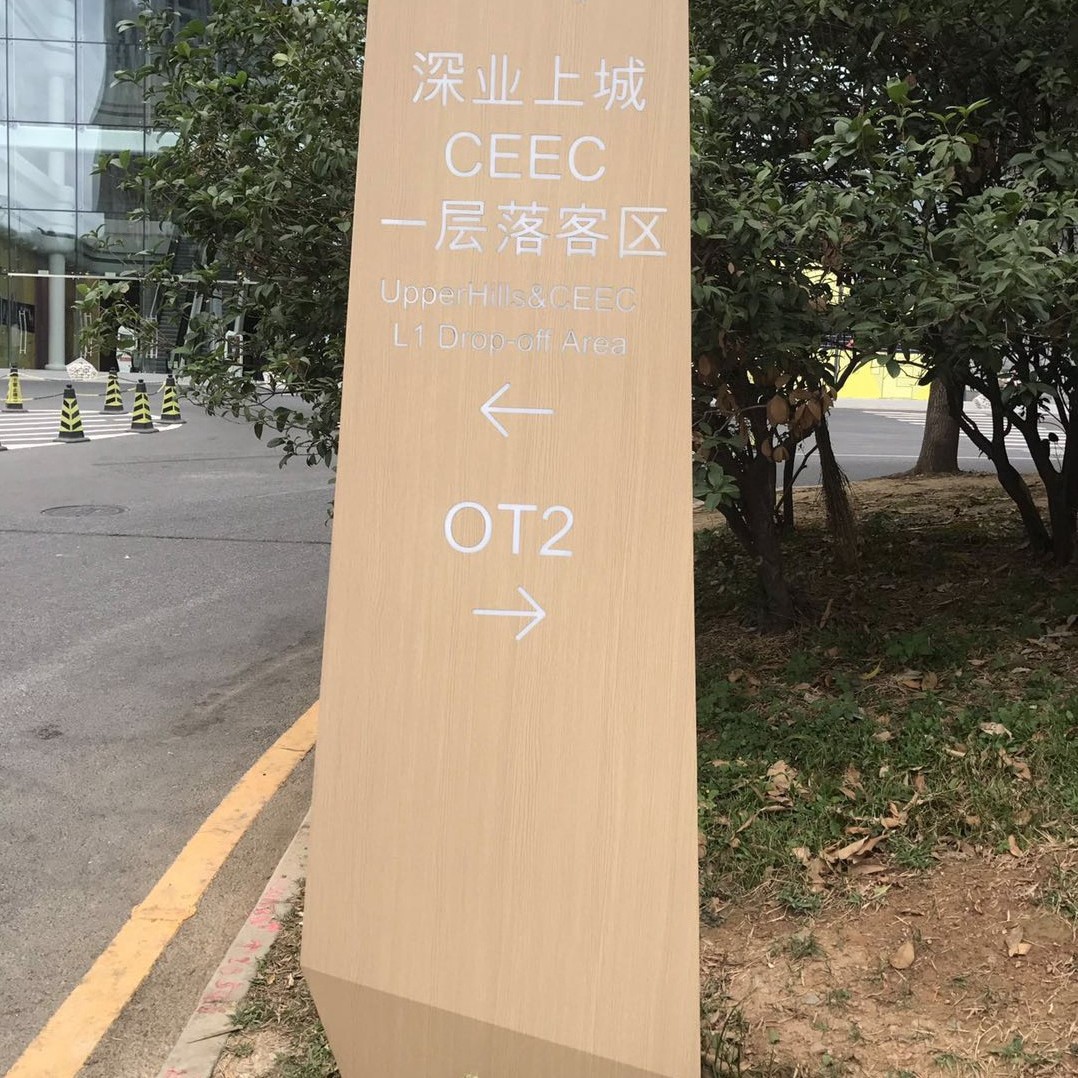 深业上城
CEEC
一层落客区
UpperHills&CEEC
L1 Drop-off Area
←
OT2
→